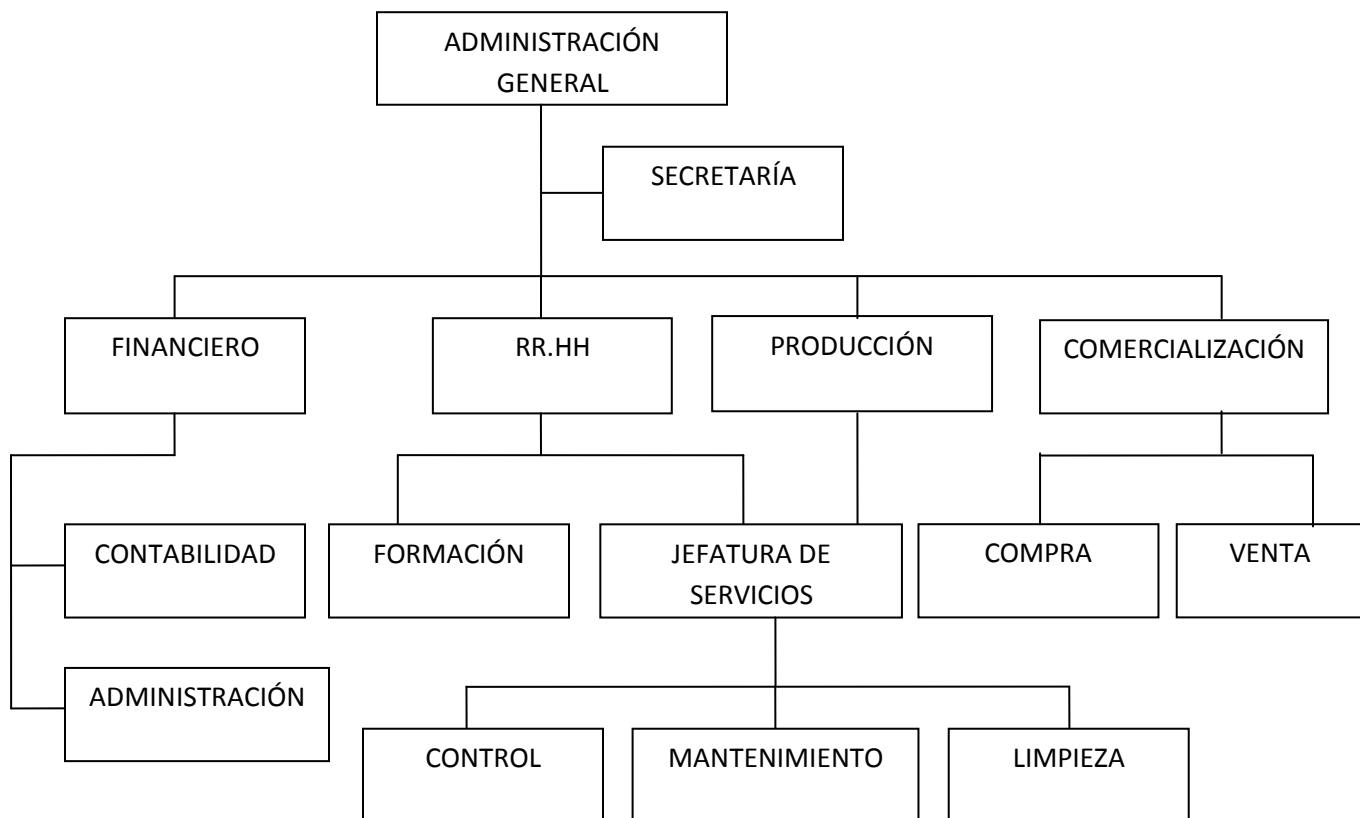 ADMINISTRACIÓN
GENERAL
SECRETARÍA
FINANCIERO
RR.HH
PRODUCCIÓN
COMERCIALIZACIÓN
CONTABILIDAD
FORMACIÓN
JEFATURA DE
SERVICIOS
COMPRA
VENTA
ADMINISTRACIÓN
CONTROL
MANTENIMIENTO
LIMPIEZA